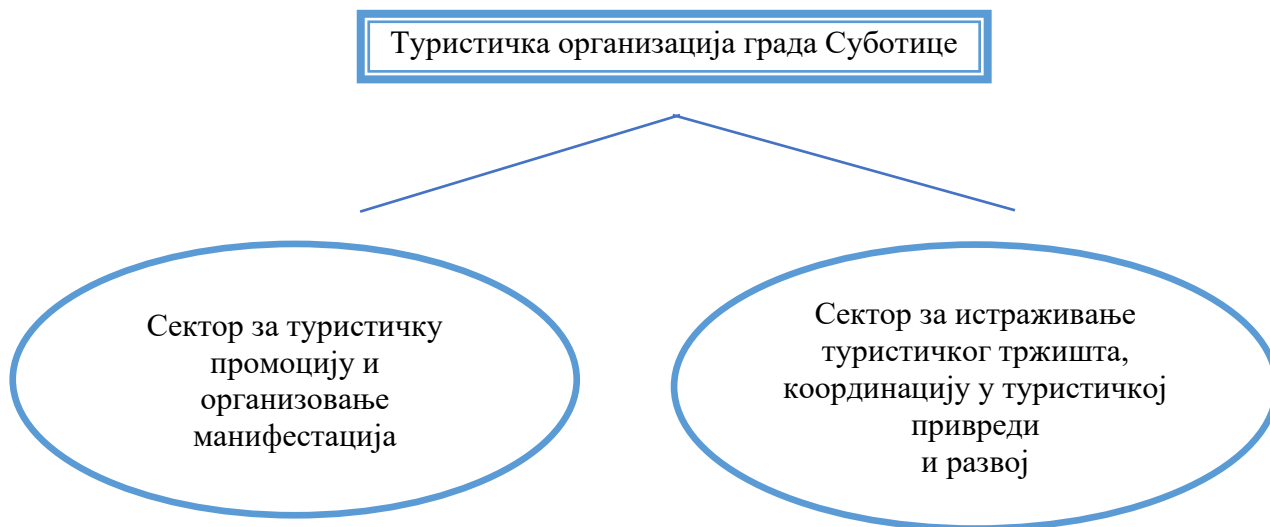 Туристичка организација града Суботице
Сектор за туристичку
промоцију и
организовање
манифестација
Сектор за истраживање
туристичког тржишта,
координацију у туристичкој
привреди
и развој